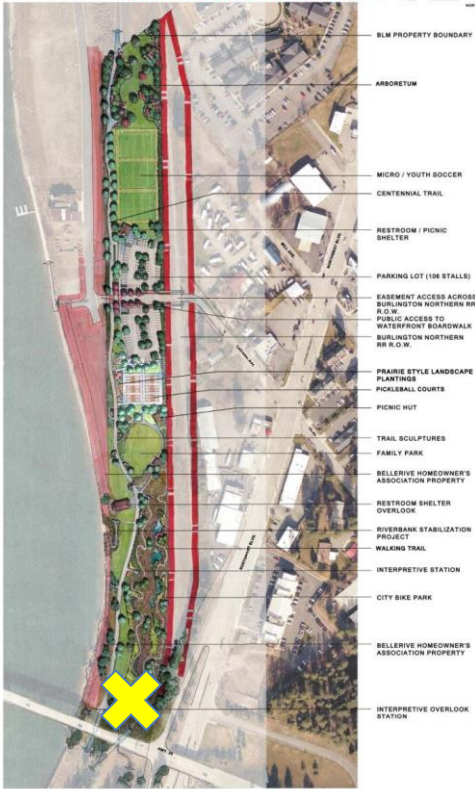 BLM PROPERTY BOUNDARY
ARBORETUM
MICRO / YOUTH SOCCER
CENTENNIAL TRAIL
RESTROOM / PICNIC
SHELTER
PARKING LOT (106 STALLS)
EASEMENT ACCESS ACROSS
BURLINGTON NORTHERN RR
R.O.W.
PUBLIC ACCESS TO
WATERFRONT BOARDWALK
BURLINGTON NORTHERN
RR R.O.W.
PRAIRIE STYLE LANDSCAPE
PLANTINGS
PICKLEBALL COURTS
PICNIC HUT
TRAIL SCULPTURES
FAMILY PARK
BELLERIVE HOMEOWNER'S
ASSOCIATION PROPERTY
RESTROOM SHELTER
OVERLOOK
RIVERBANK STABILIZATION
PROJECT
WALKING TRAIL
INTERPRETIVE STATION
CITY BIKE PARK
BELLERIVE HOMEOWNER'S
ASSOCIATION PROPERTY
INTERPRETIVE OVERLOOK
STATION